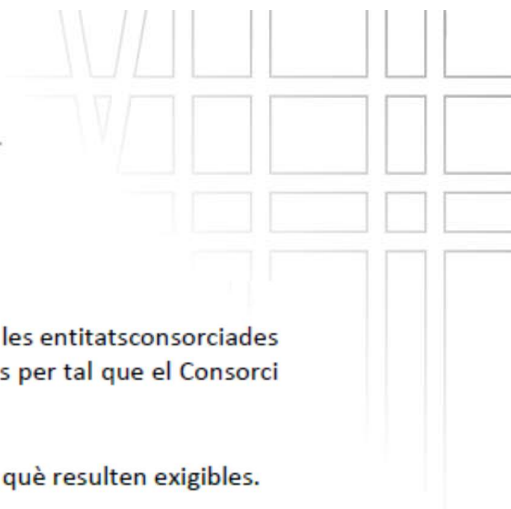 les entitatsconsorciades
s per tal que el Consorci
què resulten exigibles.